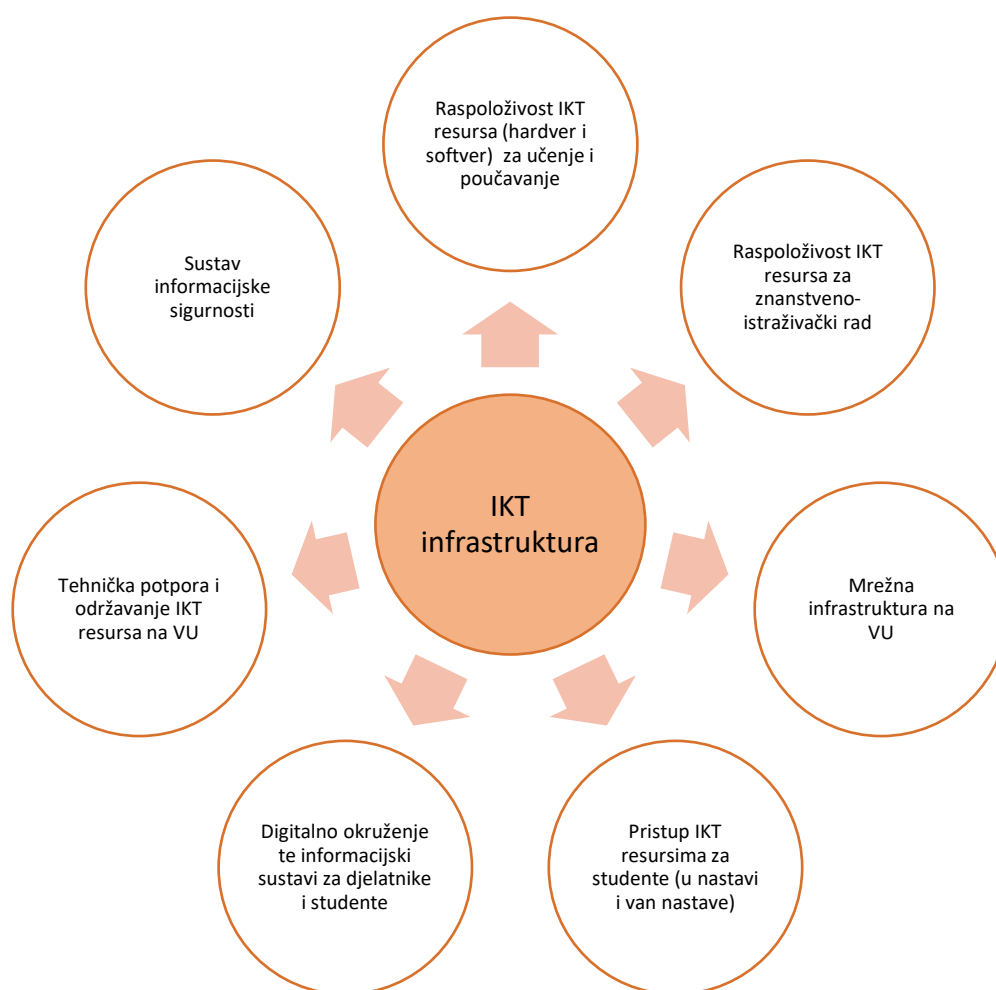 Raspoloživost IKT
resursa (hardver i
softver) za učenje i
poučavanje
Raspoloživost IKT
resursa za
znanstveno-
istraživački rad
Mrežna
infrastruktura na
VU
Pristup IKT
resursima za
studente (u nastavi
i van nastave)
Digitalno okruženje
te informacijski
sustavi za djelatnike
i studente
Tehnička potpora i
održavanje IKT
resursa na VU
Sustav
informacijske
sigurnosti
IKT
infrastruktura